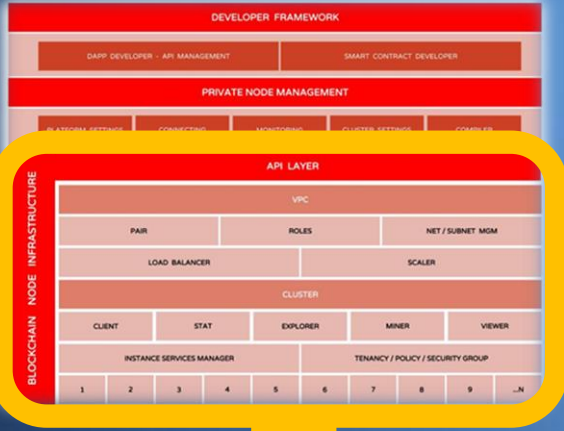 DEVELOPER FRAMEWORK
DAPP DEVELOPER - API MANAGEMENT SMART CONTRACT DEVELOPER
PRIVATE NODE MANAGEMENT
PLATFORM SETTINGS CONNECTING MONITORING CLUSTER SETTINGS COMPILER
BLOCKCHAIN NODE INFRASTRUCTURE
API LAYER
VPC
PAIR ROLES NET / SUBNET MGM
LOAD BALANCER SCALER
CLUSTER
CLIENT STAT EXPLORER MINER VIEWER
INSTANCE SERVICES MANAGER TENANCY / POLICY / SECURITY GROUP
1 2 3 4 5 6 7 8 9 ...N